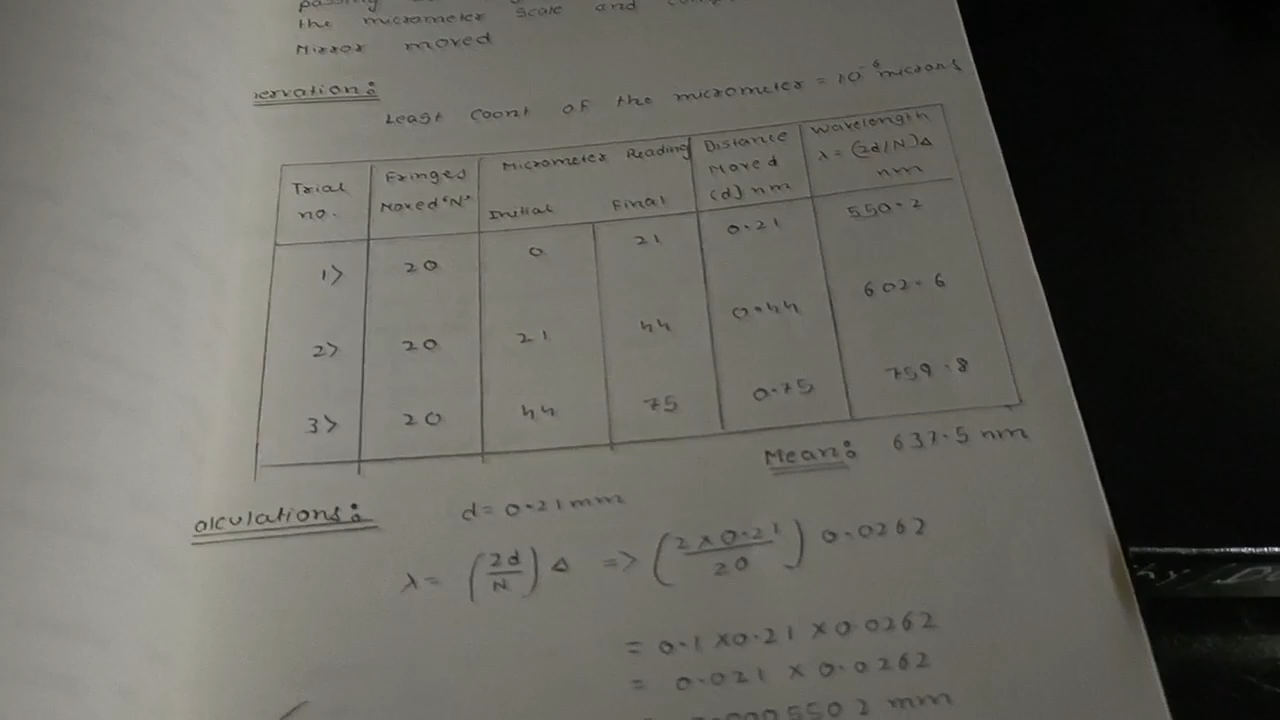 the micrometer scale and
Mirror moved
ervation:
Least count of the micrometer = 10⁻⁶ microns
Trial no.
Fringes Moved 'N'
Micrometer Reading
Initial
Final
Distance Moved (d) nm
Wavelength λ = (2d/N)Δ nm
1> 20 0 21 0.21 550.2
2> 20 21 44 0.44 602.6
3> 20 44 75 0.75 759.8
Mean: 637.5 nm
alculations: d = 0.21 mm
λ = (2d/N) Δ => (2 x 0.21/20) 0.0262
= 0.1 x 0.21 x 0.0262
= 0.021 x 0.0262
5502 mm